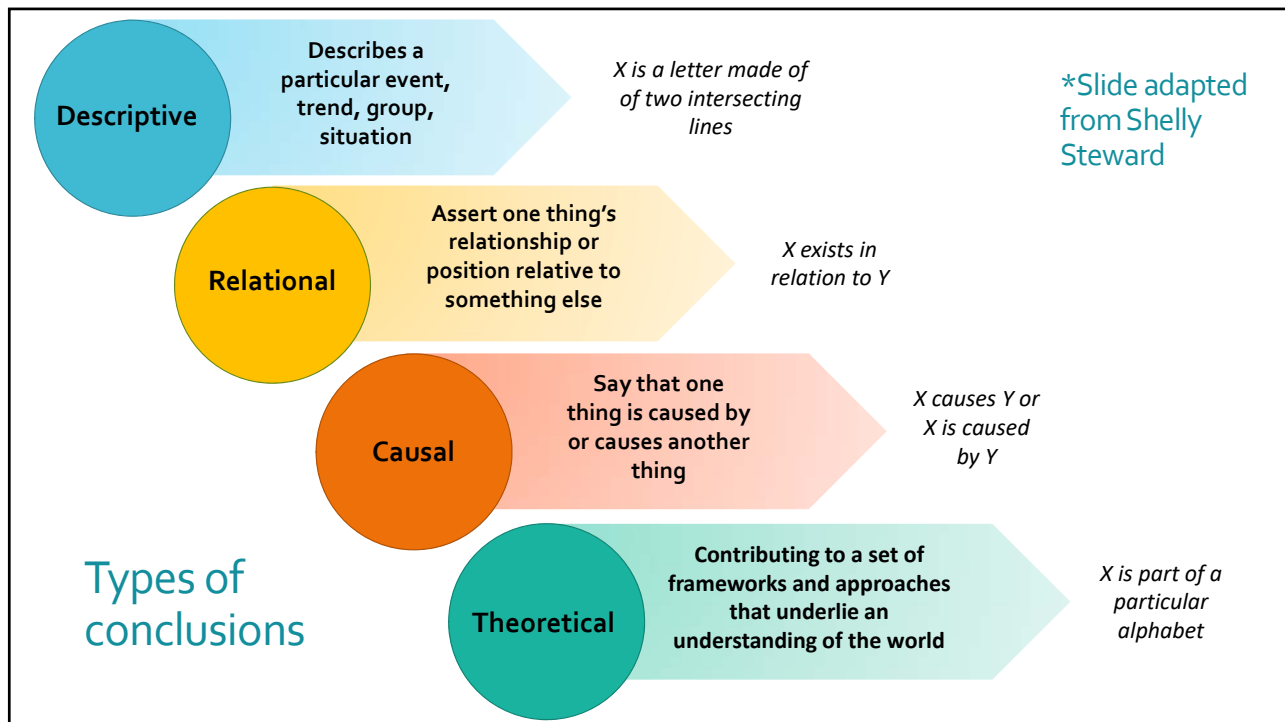 Descriptive
Describes a
particular event,
trend, group,
situation
X is a letter made of
of two intersecting
lines
*Slide adapted
from Shelly
Steward
Relational
Assert one thing’s
relationship or
position relative to
something else
X exists in
relation to Y
Causal
Say that one
thing is caused by
or causes another
thing
X causes Y or
X is caused
by Y
Types of
conclusions
Theoretical
Contributing to a set of
frameworks and approaches
that underlie an
understanding of the world
X is part of a
particular
alphabet